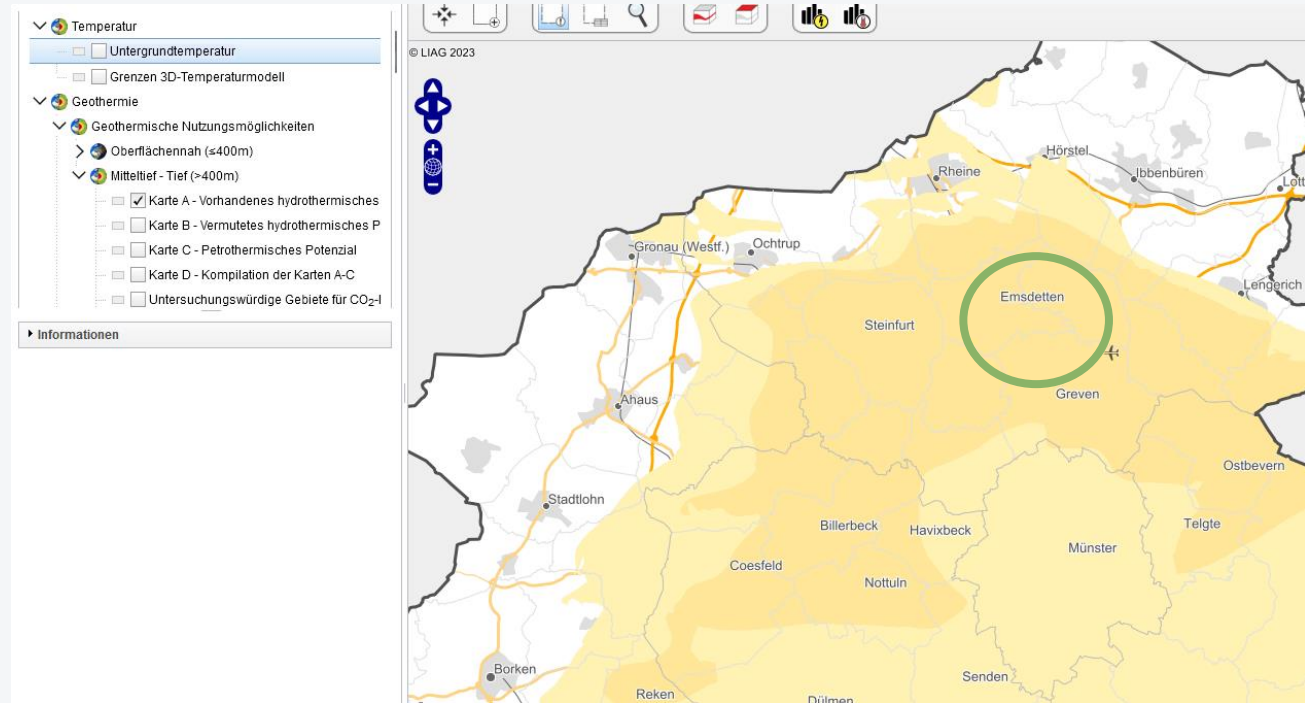 Temperatur
Untergrundtemperatur
Grenzen 3D-Temperaturmodell
Geothermie
Geothermische Nutzungsmöglichkeiten
Oberflächennah (≤400m)
Mitteltief - Tief (>400m)
Karte A - Vorhandenes hydrothermisches
Karte B - Vermutetes hydrothermisches P
Karte C - Petrothermisches Potenzial
Karte D - Kompilation der Karten A-C
Untersuchungswürdige Gebiete für CO₂-I
Informationen
© LIAG 2023
Hörstel
Rheine
Ibbenbüren
Lott
Gronau (Westf.)
Ochtrup
Lengerich
Emsdetten
Steinfurt
Greven
Ahaus
Ostbevern
Stadtlohn
Billerbeck
Havixbeck
Telgte
Münster
Coesfeld
Nottuln
Borken
Senden
Reken
Dülmen